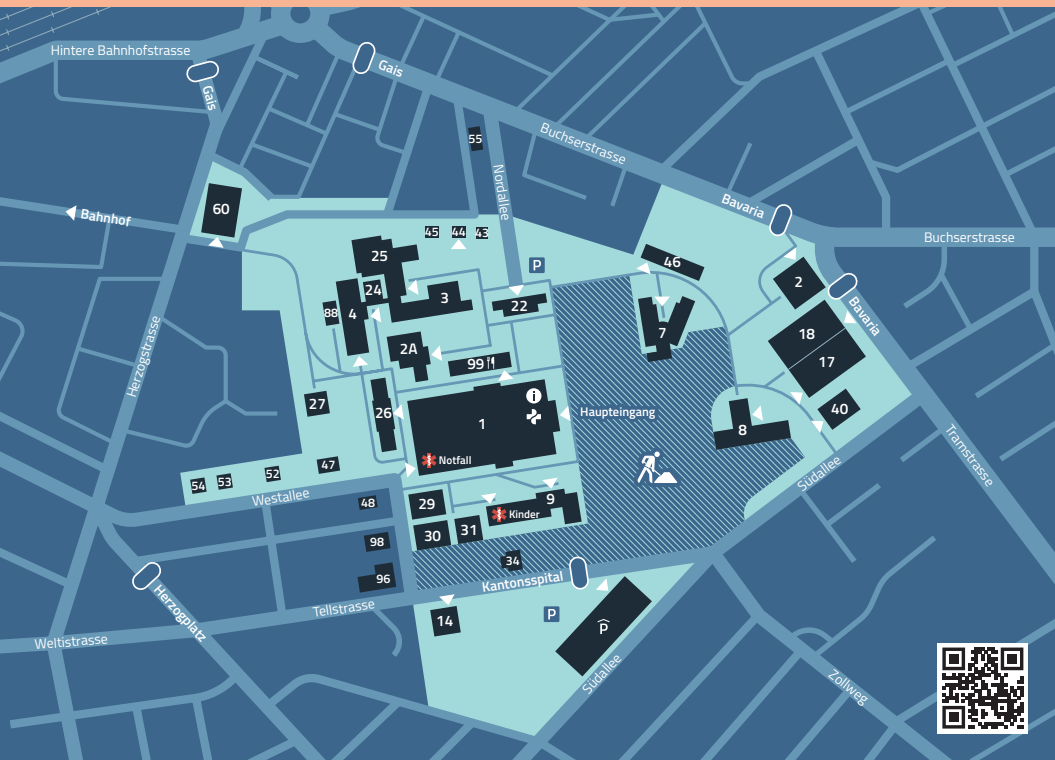 Hintere Bahnhofstrasse
Gais
Gais
55
Buchserstrasse
Nordallee
60
Bahnhof
Bavaria
45
44
43
Buchserstrasse
25
P
46
24
2
3
22
88
4
Bavaria
7
18
2A
99
17
Herzogstrasse
27
26
i
1
Haupteingang
40
8
Notfall
47
52
53
54
Westallee
48
29
9
Kinder
30
31
98
Südallee
Tramstrasse
34
96
Kantonsspital
Tellstrasse
Herzogplatz
14
P
P
Weltistrasse
Südallee
Zollweg